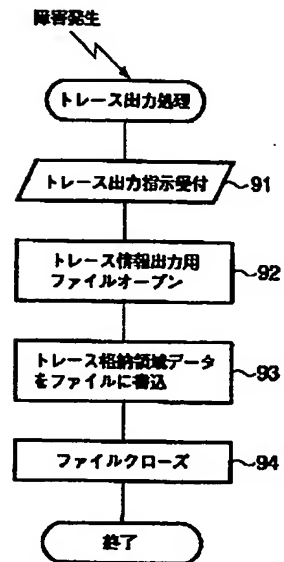 障害発生
トレース出力処理
トレース出力指示受付
91
トレース情報出力用
ファイルオープン
92
トレース格納領域データ
をファイルに書込
93
ファイルクローズ
94
終了